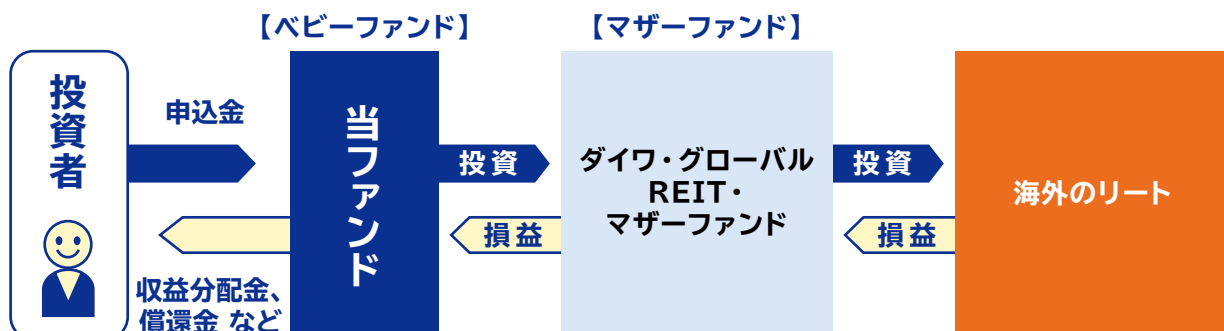 【ベビーファンド】
【マザーファンド】
投資者
申込金
収益分配金、
償還金 など
当ファンド
投資
損益
ダイワ・グローバル
REIT・
マザーファンド
投資
損益
海外のリート